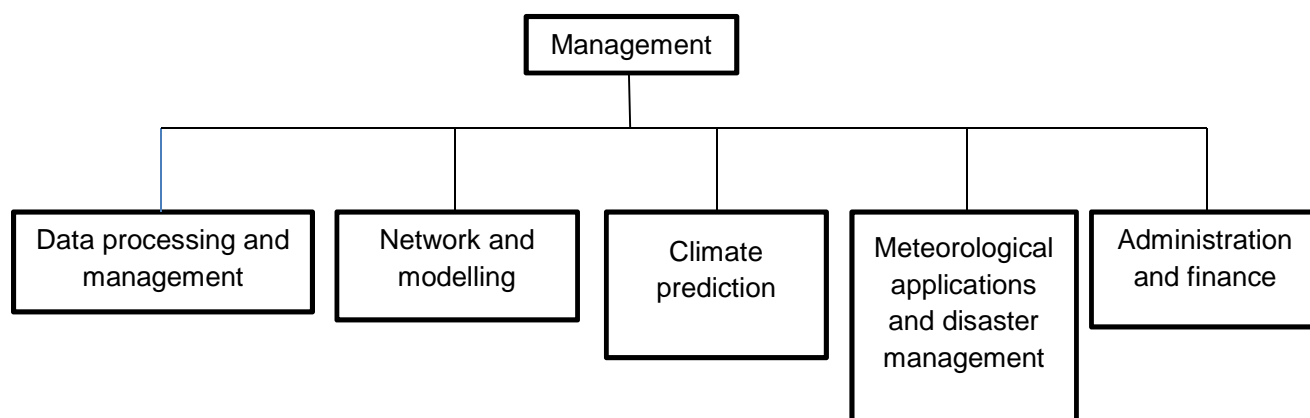 Management
Data processing and
management
Network and
modelling
Climate
prediction
Meteorological
applications
and disaster
management
Administration
and finance